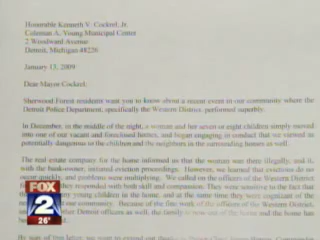 Honorable Kenneth V. Cockrel, Jr.
Coleman A. Young Municipal Center
2 Woodward Avenue
Detroit, Michigan 48226
January 13, 2009
Dear Mayor Cockrel,
Sherwood Forest residents want you to know about a recent event in our community where the
Detroit Police Department, specifically the Western District, performed superbly.
In December, in the middle of the night, a woman and her seven or eight children simply moved
into one of our vacant and foreclosed homes, and began engaging in conduct that we viewed as
potentially dangerous to the children and the neighbors in the surrounding houses as well.
The real estate company for the home informed us that the woman was there illegally, and it,
with the bank-owner, initiated eviction proceedings. However, we learned that evictions do not
occur quickly, and problems were multiplying. We called on the officers of the Western District
they responded with both skill and compassion. They were sensitive to the fact that
young children in the home, and at the same time they were cognizant of the
our community. Because of the fine work of the officers of the Western District,
other Detroit officers as well, the family is now out of the home and the home has
FOX
2
26°